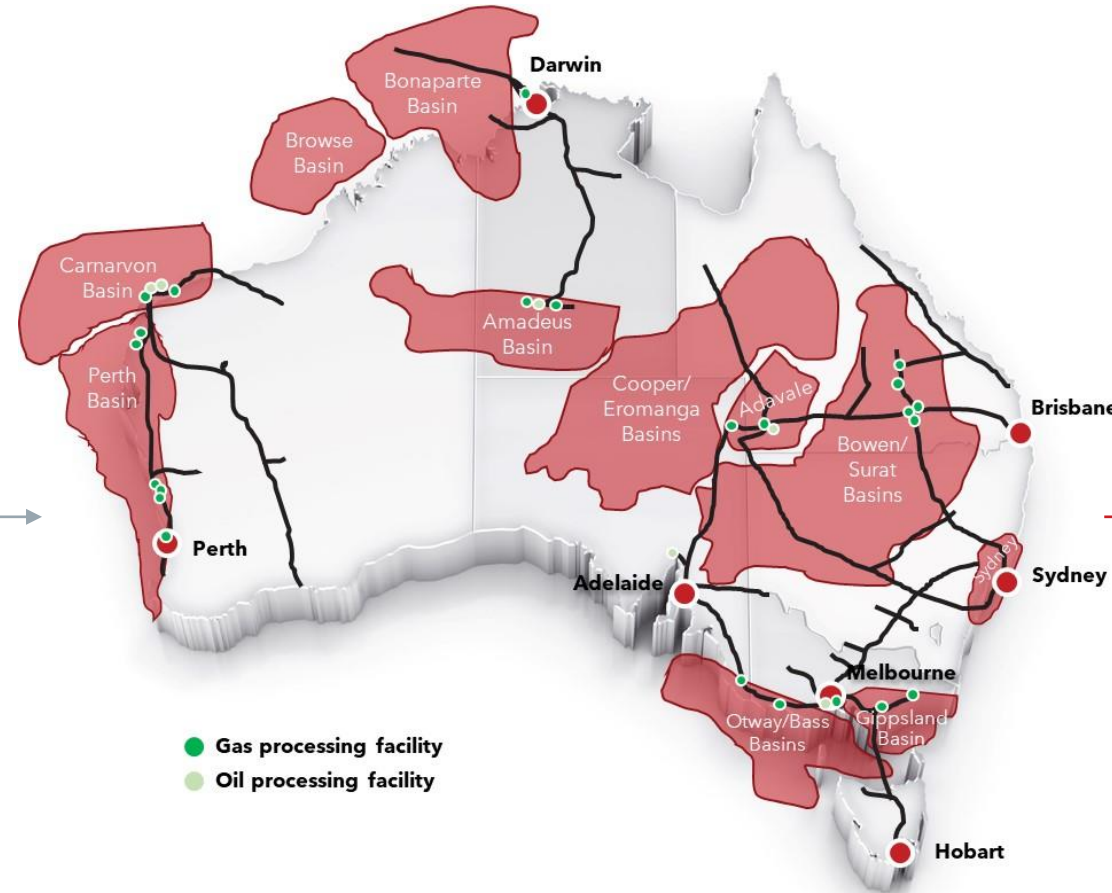 Darwin
Bonaparte
Basin
Browse
Basin
Carnarvon
Basin
Amadeus
Basin
Perth
Basin
Cooper/
Eromanga
Basins
Adavale
Brisbane
Bowen/
Surat
Basins
Perth
Sydney
Sydney
Adelaide
Melbourne
Otway/Bass
Basins
Gippsland
Basin
Gas processing facility
Oil processing facility
Hobart